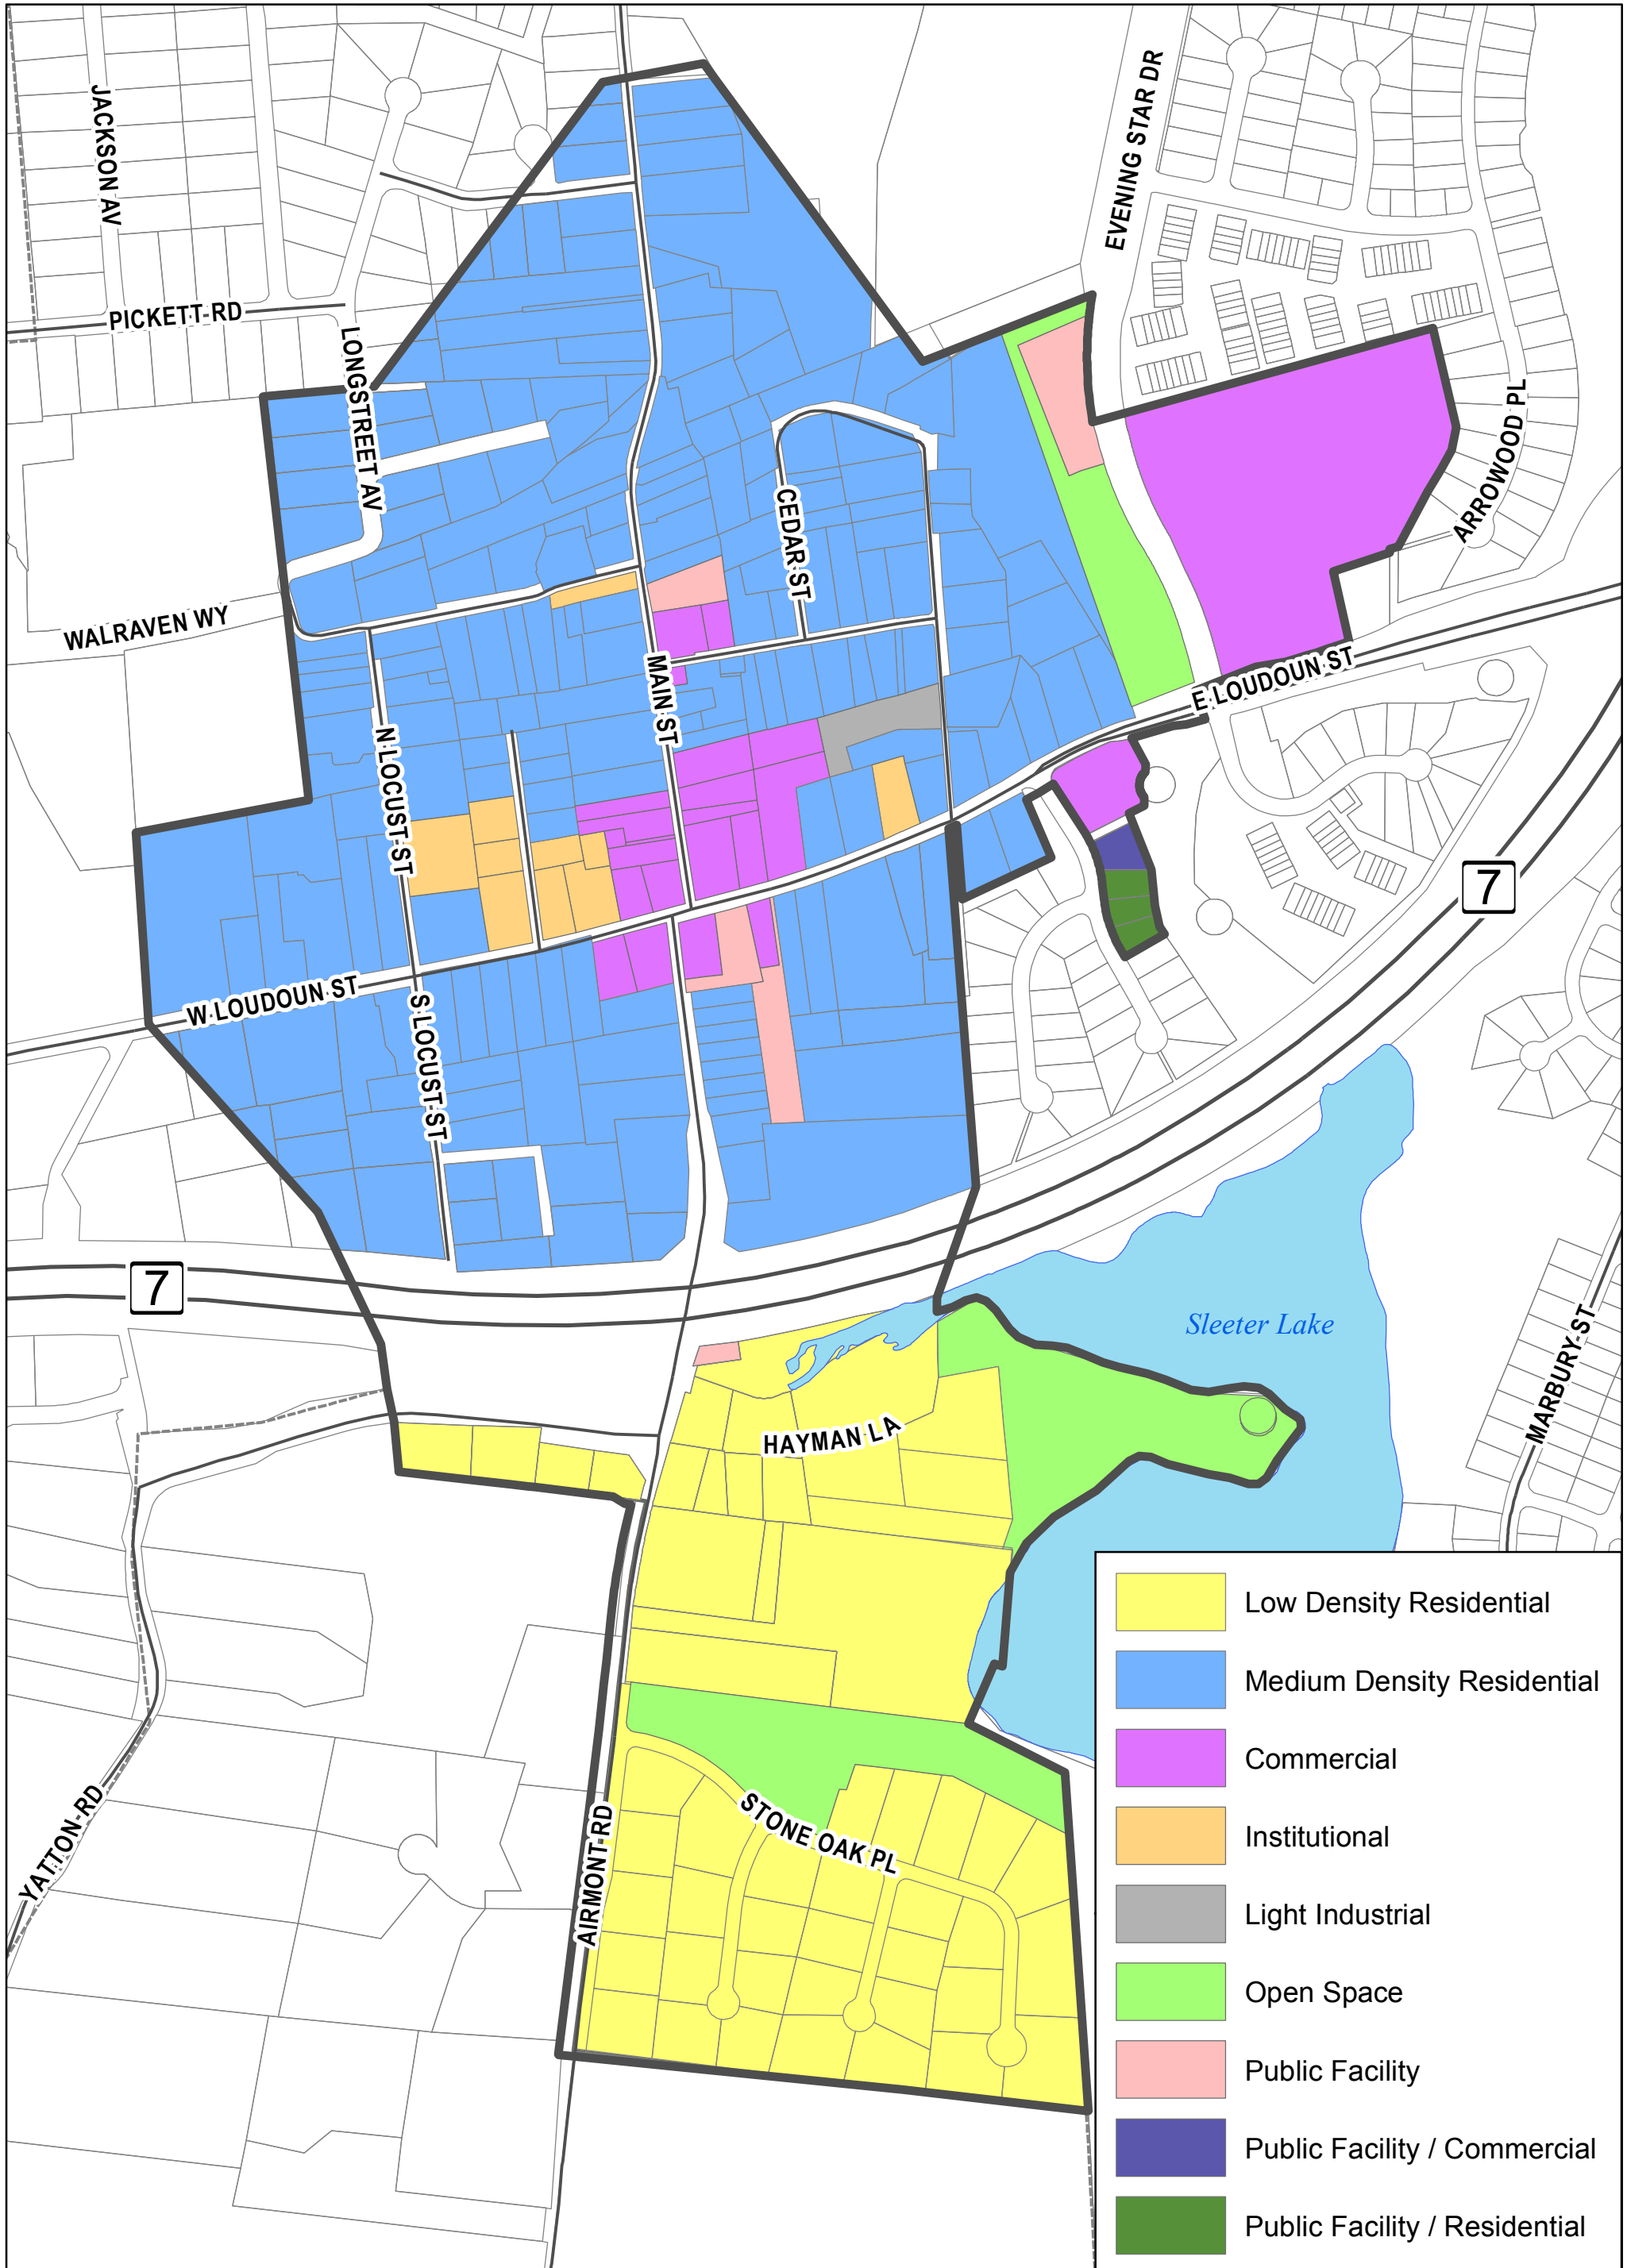 EVENING STAR DR
JACKSON AV
PICKETT RD
LONGSTREET AV
ARROWOOD PL
CEDAR ST
WALRAVEN WY
MAIN ST
E LOUDOUN ST
N LOCUST ST
7
W LOUDOUN ST
S LOCUST ST
7
Sleeter Lake
MARBURY ST
HAYMAN LA
STONE OAK PL
YATTON RD
AIRMONT RD
Low Density Residential
Medium Density Residential
Commercial
Institutional
Light Industrial
Open Space
Public Facility
Public Facility / Commercial
Public Facility / Residential